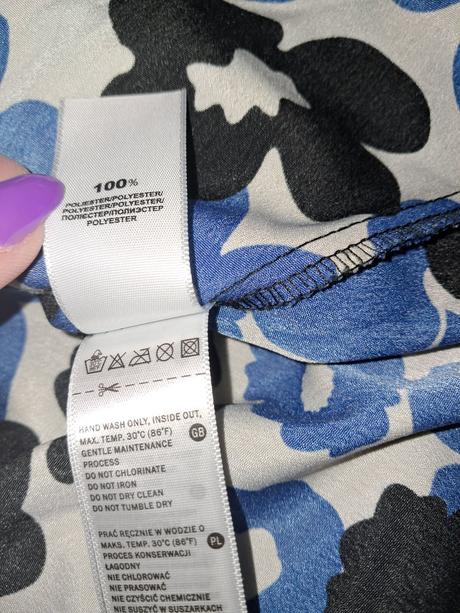 100%
POLIESTER/POLYESTER/
POLYESTER/POLYESTER/
ПОЛІЕСТЕР/ПОЛИЭСТЕР
POLYESTER
HAND WASH ONLY, INSIDE OUT,
MAX. TEMP. 30°C (86°F) GB
GENTLE MAINTENANCE
PROCESS
DO NOT CHLORINATE
DO NOT IRON
DO NOT DRY CLEAN
DO NOT TUMBLE DRY
PRAĆ RĘCZNIE W WODZIE O
MAKS. TEMP. 30°C (86°F) PL
PROCES KONSERWACJI
ŁAGODNY
NIE CHLOROWAĆ
NIE PRASOWAĆ
NIE CZYŚCIĆ CHEMICZNIE
NIE SUSZYĆ W SUSZARKACH